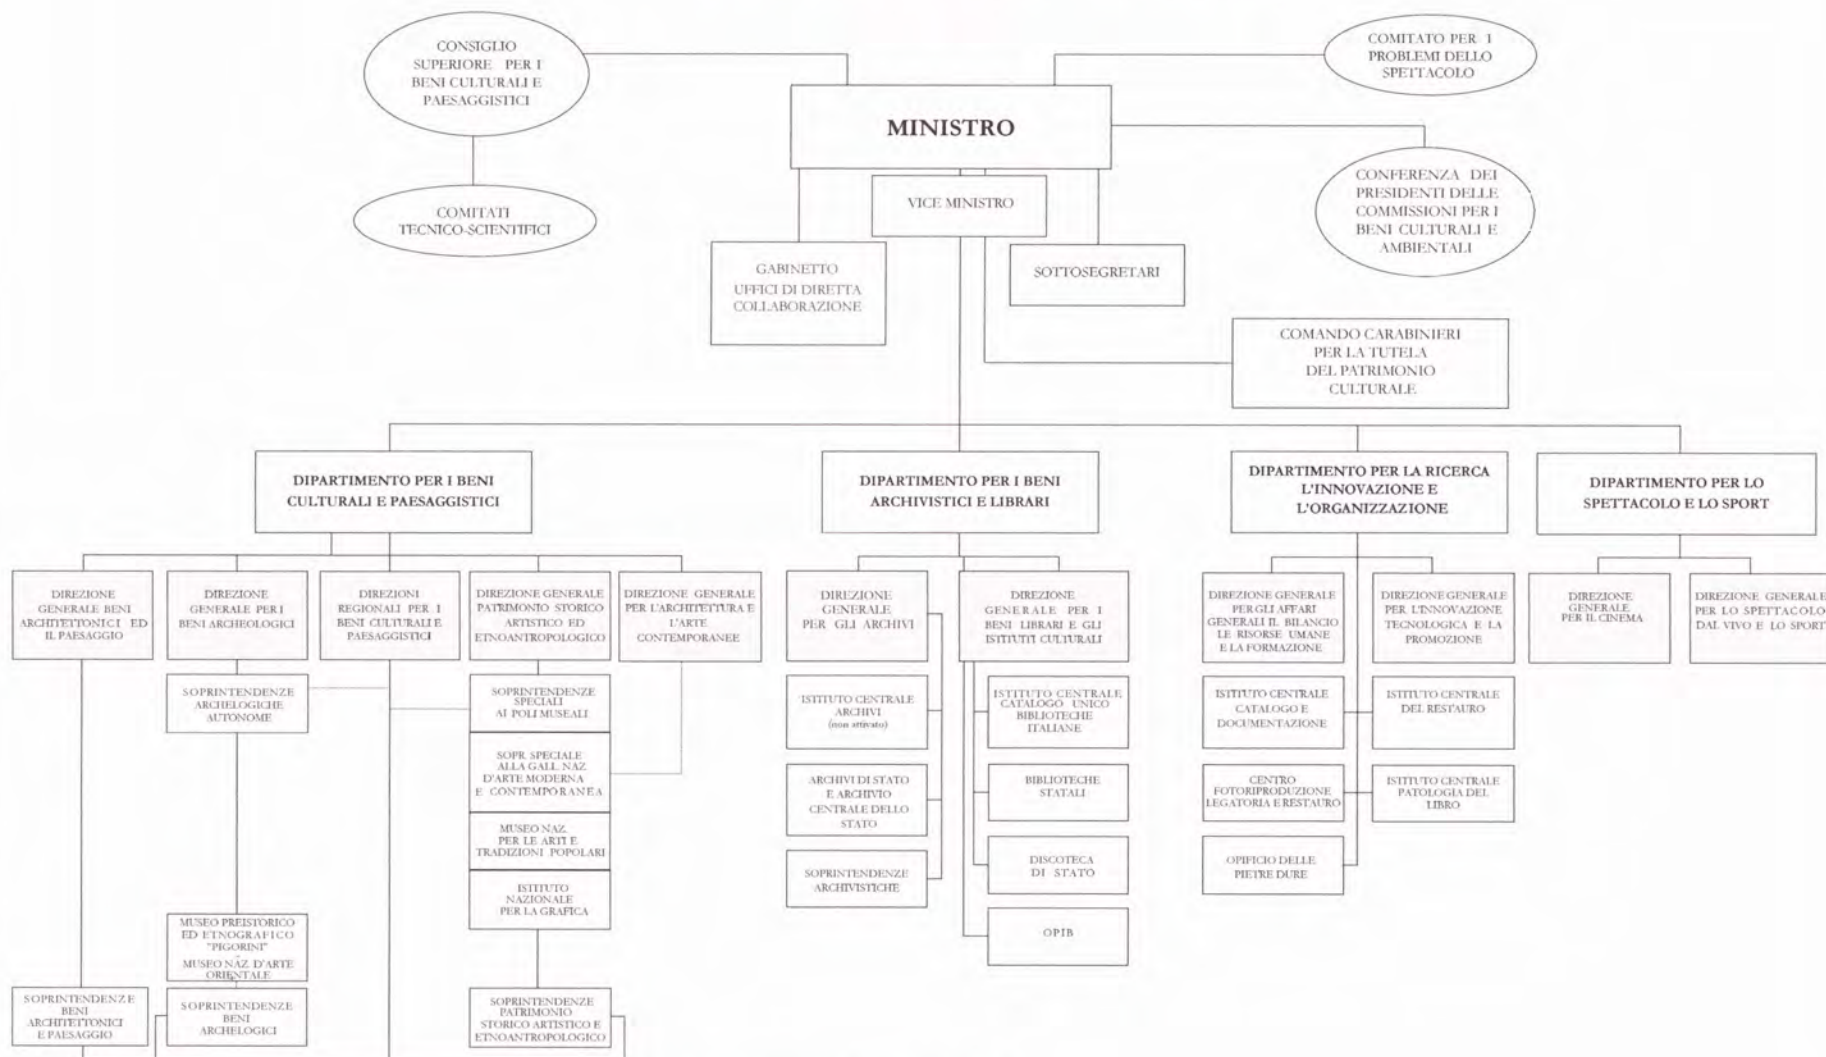 CONSIGLIO
SUPERIORE PER I
BENI CULTURALI E
PAESAGGISTICI
COMITATO PER I
PROBLEMI DELLO
SPETTACOLO
MINISTRO
COMITATI
TECNICO-SCIENTIFICI
VICE MINISTRO
CONFERENZA DEI
PRESIDENTI DELLE
COMMISSIONI PER I
BENI CULTURALI E
AMBIENTALI
GABINETTO
UFFICI DI DIRETTA
COLLABORAZIONE
SOTTOSEGRETARI
COMANDO CARABINIERI
PER LA TUTELA
DEL PATRIMONIO
CULTURALE
DIPARTIMENTO PER I BENI
CULTURALI E PAESAGGISTICI
DIPARTIMENTO PER I BENI
ARCHIVISTICI E LIBRARI
DIPARTIMENTO PER LA RICERCA
L'INNOVAZIONE E
L'ORGANIZZAZIONE
DIPARTIMENTO PER LO
SPETTACOLO E LO SPORT
DIREZIONE
GENERALE BENI
ARCHITETTONICI ED
IL PAESAGGIO
DIREZIONE
GENERALE PER I
BENI ARCHEOLOGICI
DIREZIONI
REGIONALI PER I
BENI CULTURALI E
PAESAGGISTICI
DIREZIONE GENERALE
PATRIMONIO STORICO
ARTISTICO ED
ETNOANTROPOLOGICO
DIREZIONE GENERALE
PER L'ARCHITETTURA E
L'ARTE
CONTEMPORANEE
DIREZIONE
GENERALE
PER GLI ARCHIVI
DIREZIONE
GENERALE PER I
BENI LIBRARI E GLI
ISTITUTI CULTURALI
DIREZIONE GENERALE
PER GLI AFFARI
GENERALI IL BILANCIO
LE RISORSE UMANE
E LA FORMAZIONE
DIREZIONE GENERALE
PER L'INNOVAZIONE
TECNOLOGICA E LA
PROMOZIONE
DIREZIONE
GENERALE
PER IL CINEMA
DIREZIONE GENERALE
PER LO SPETTACOLO
DAL VIVO E LO SPORT
SOPRINTENDENZE
ARCHELOGICHE
AUTONOME
SOPRINTENDENZE
SPECIALI
AI POLI MUSEALI
ISTITUTO CENTRALE
ARCHIVI
(non attivato)
ISTITUTO CENTRALE
CATALOGO UNICO
BIBLIOTECHE
ITALIANE
ISTITUTO CENTRALE
CATALOGO E
DOCUMENTAZIONE
ISTITUTO CENTRALE
DEL RESTAURO
SOPR. SPECIALE
ALLA GALL. NAZ.
D'ARTE MODERNA
E CONTEMPORANEA
ARCHIVI DI STATO
E ARCHIVIO
CENTRALE DELLO
STATO
BIBLIOTECHE
STATALI
CENTRO
FOTORIPRODUZIONE
LEGATORIA E RESTAURO
ISTITUTO CENTRALE
PATOLOGIA DEL
LIBRO
MUSEO NAZ.
PER LE ARTI E
TRADIZIONI POPOLARI
SOPRINTENDENZE
ARCHIVISTICHE
DISCOTECA
DI STATO
OPIFICIO DELLE
PIETRE DURE
ISTITUTO
NAZIONALE
PER LA GRAFICA
MUSEO PREISTORICO
ED ETNOGRAFICO
"PIGORINI"
-
MUSEO NAZ. D'ARTE
ORIENTALE
OPIB
SOPRINTENDENZE
BENI
ARCHITETTONICI
E PAESAGGIO
SOPRINTENDENZE
BENI
ARCHELOGICI
SOPRINTENDENZE
PATRIMONIO
STORICO ARTISTICO E
ETNOANTROPOLOGICO